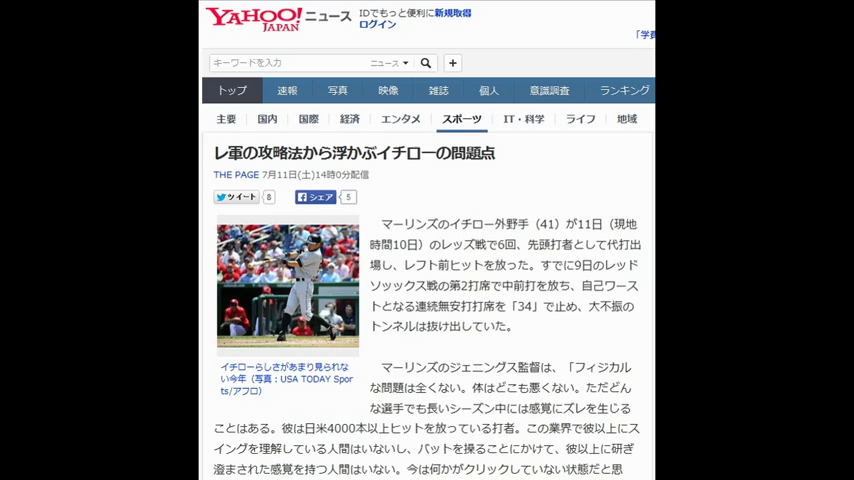 YAHOO! JAPAN ニュース
IDでもっと便利に新規取得
ログイン
「学費
キーワードを入力
ニュース
トップ 速報 写真 映像 雑誌 個人 意識調査 ランキング
主要 国内 国際 経済 エンタメ スポーツ IT・科学 ライフ 地域
レ軍の攻略法から浮かぶイチローの問題点
THE PAGE 7月11日(土)14時0分配信
ツイート 8 シェア 5
マーリンズのイチロー外野手（41）が11日（現地
時間10日）のレッズ戦で6回、先頭打者として代打出
場し、レフト前ヒットを放った。すでに9日のレッド
ソッックス戦の第2打席で中前打を放ち、自己ワース
トとなる連続無安打打席を「34」で止め、大不振の
トンネルは抜け出していた。
イチローらしさがあまり見られな
い今年（写真：USA TODAY Spor
ts/アフロ）
マーリンズのジェニングス監督は、「フィジカル
な問題は全くない。体はどこも悪くない。ただどん
な選手でも長いシーズン中には感覚にズレを生じる
ことはある。彼は日米4000本以上ヒットを放っている打者。この業界で彼以上にス
イングを理解している人間はいないし、バットを操ることにかけて、彼以上に研ぎ
澄まされた感覚を持つ人間はいない。今は何かがクリックしていない状態だと思